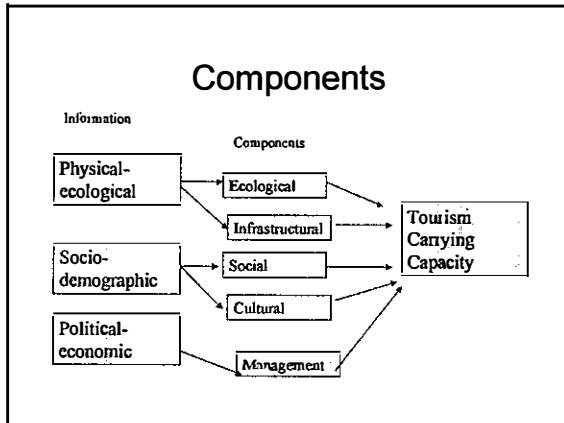 Components
Information
Components
Physical-
ecological
Ecological
Infrastructural
Socio-
demographic
Social
Cultural
Political-
economic
Management
Tourism
Carrying
Capacity